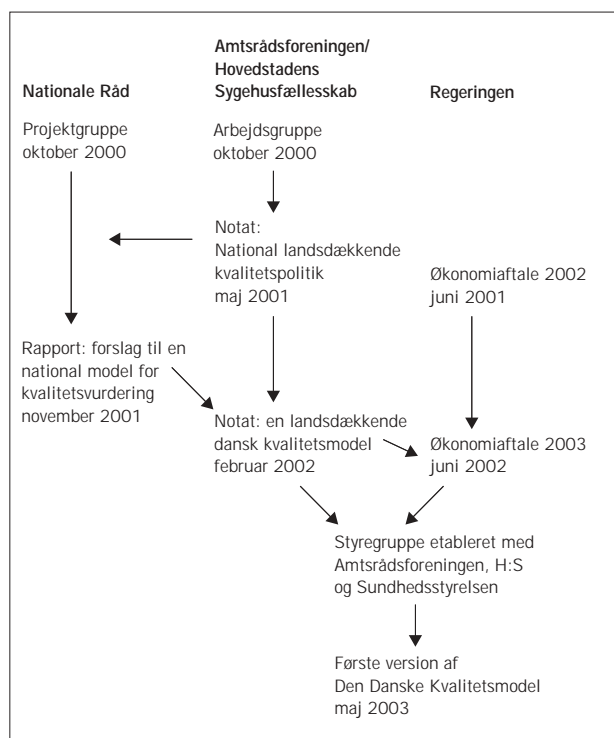 Amtsrådsforeningen/
Hovedstadens
Nationale Råd
Sygehusfællesskab
Regeringen
Projektgruppe
oktober 2000
Arbejdsgruppe
oktober 2000
Notat:
National landsdækkende
kvalitetspolitik
maj 2001
Økonomiaftale 2002
juni 2001
Rapport: forslag til en
national model for
kvalitetsvurdering
november 2001
Notat: en landsdækkende
dansk kvalitetsmodel
februar 2002
Økonomiaftale 2003
juni 2002
Styregruppe etableret med
Amtsrådsforeningen, H:S
og Sundhedsstyrelsen
Første version af
Den Danske Kvalitetsmodel
maj 2003